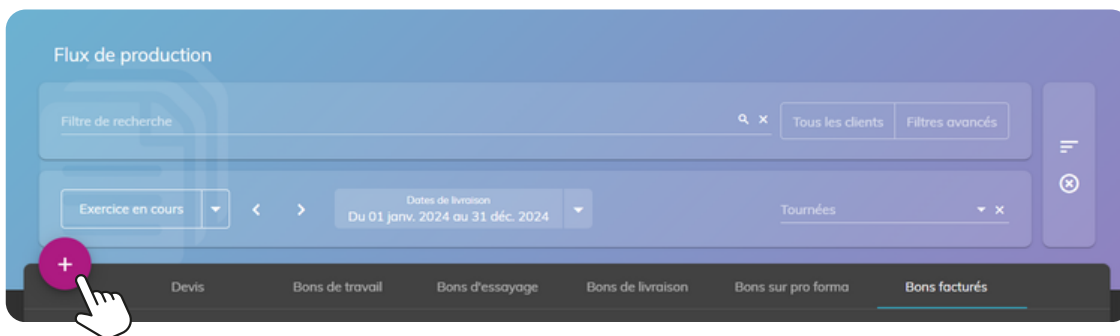 Flux de production
Filtre de recherche
Tous les clients
Filtres avancés
Exercice en cours
Dates de livraison
Du 01 janv. 2024 au 31 déc. 2024
Tournées
Devis
Bons de travail
Bons d'essayage
Bons de livraison
Bons sur pro forma
Bons facturés